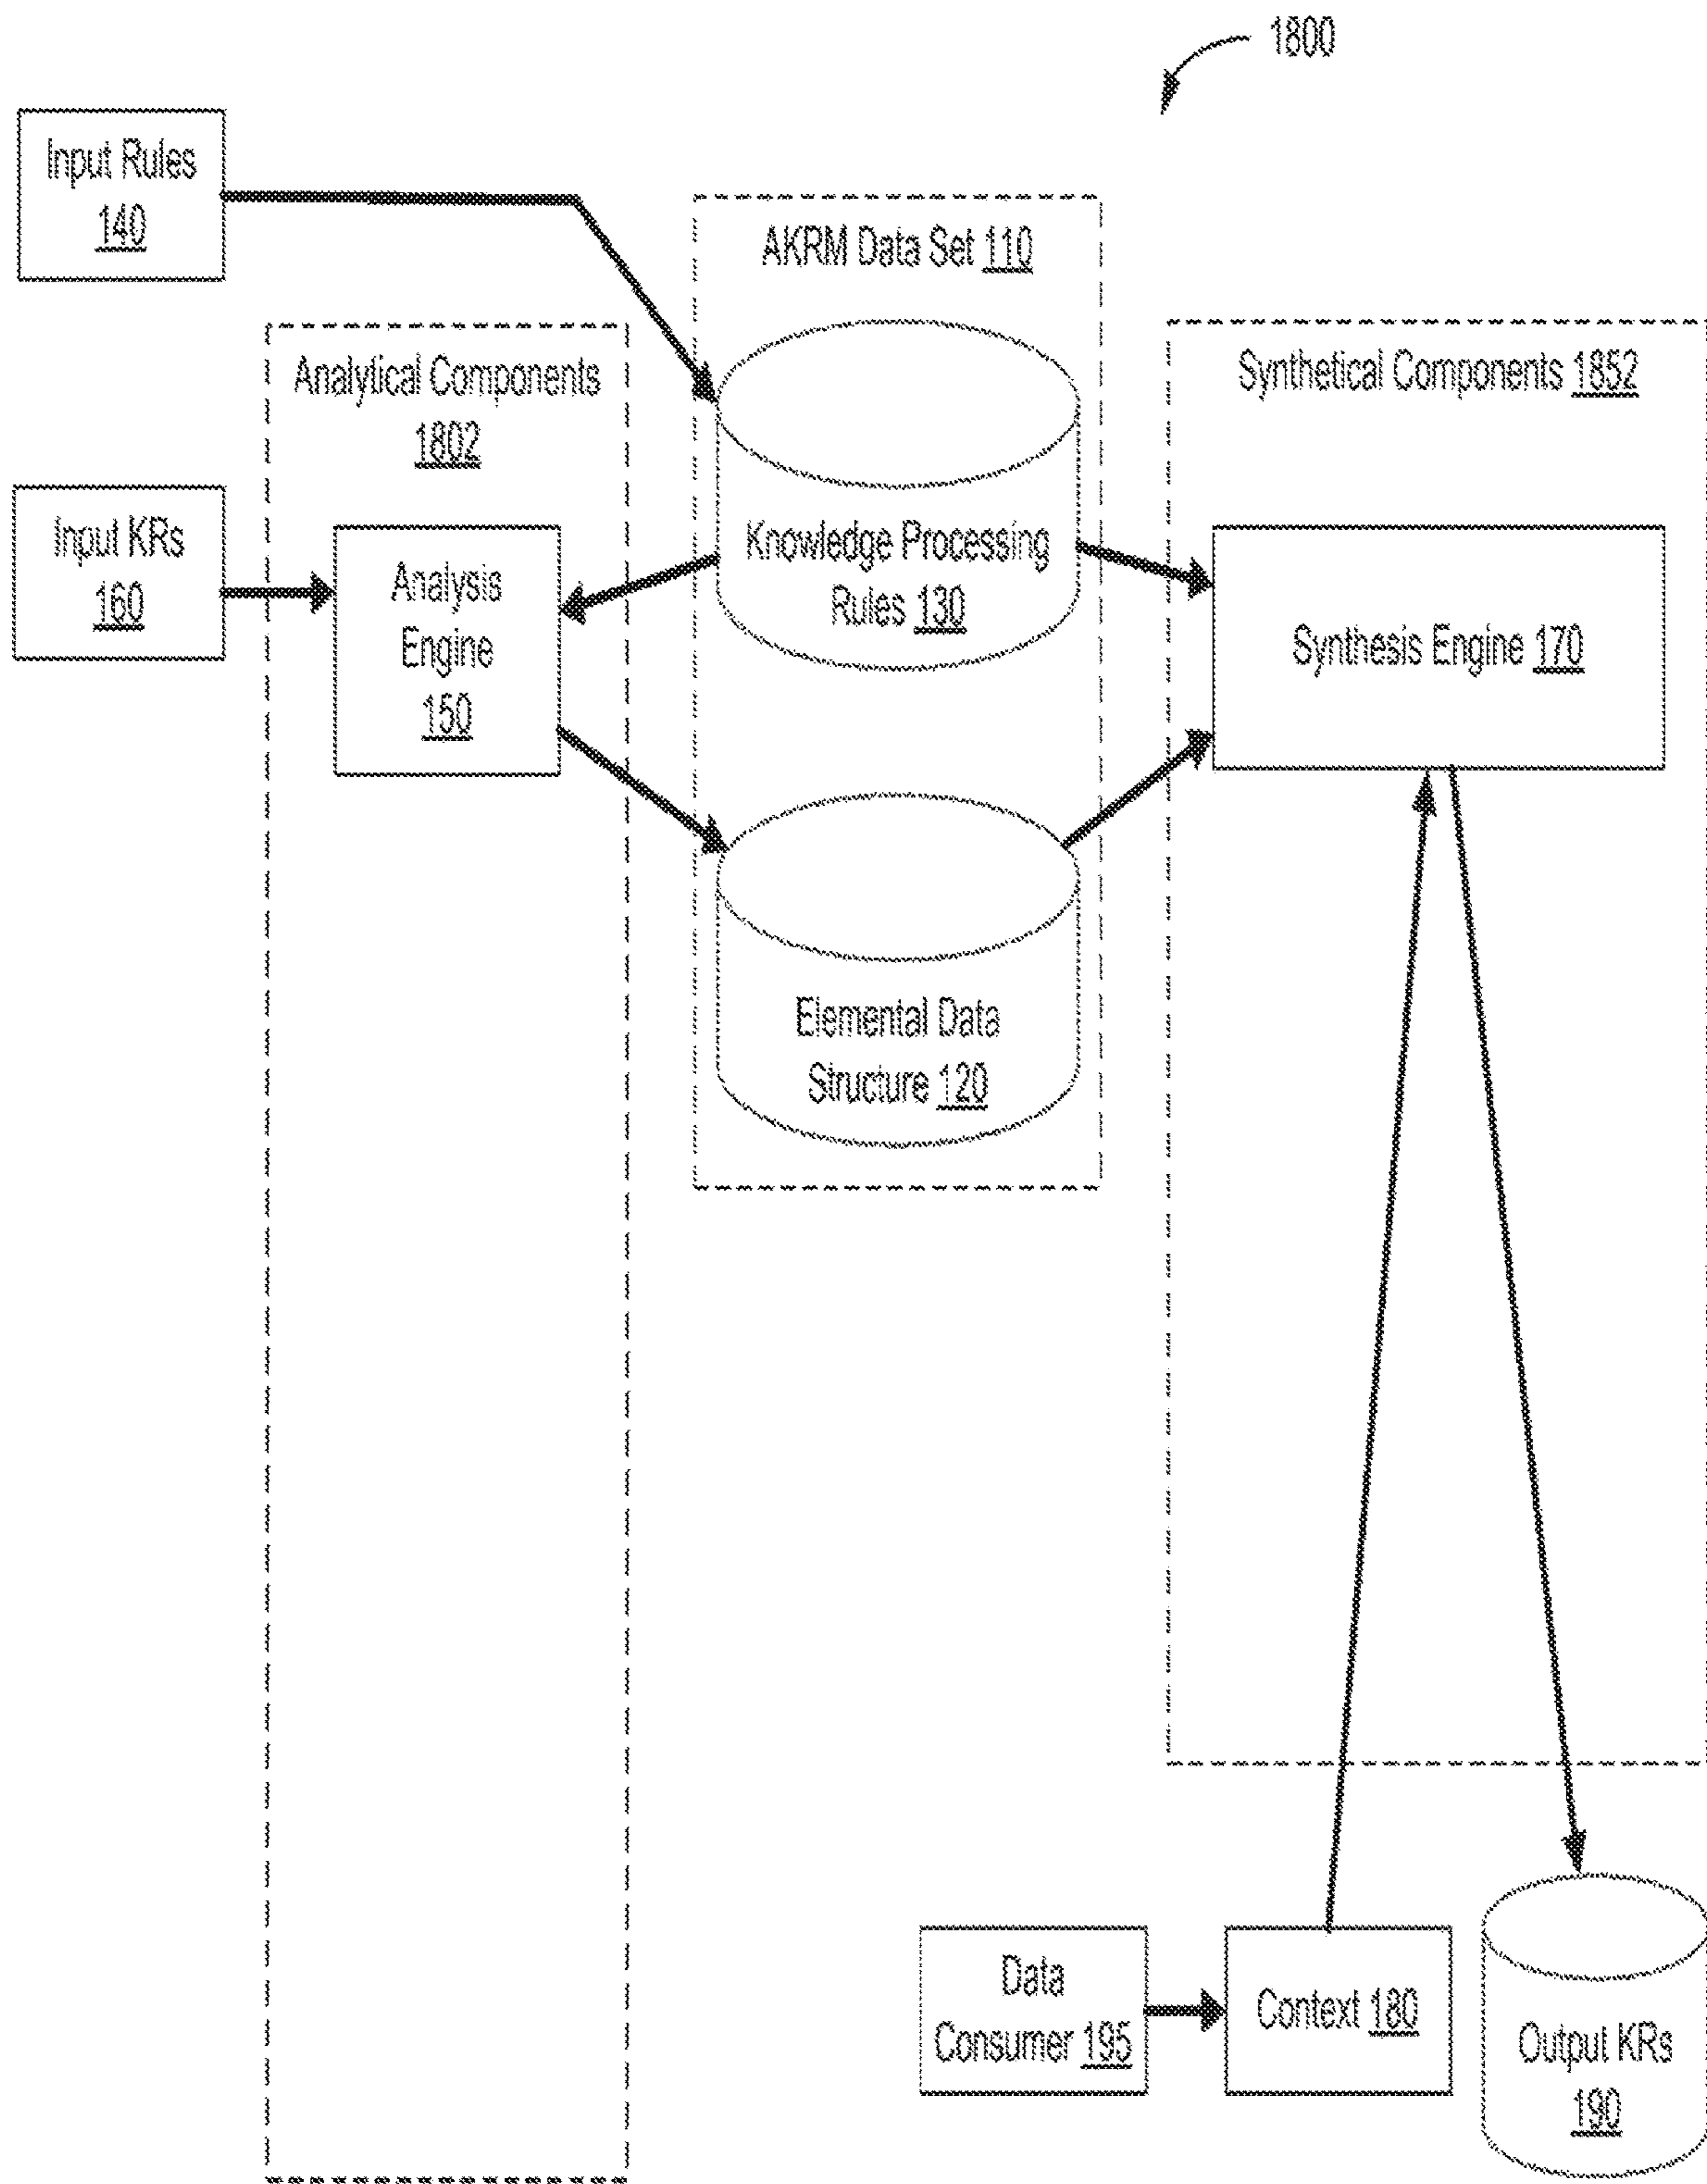 1800
Input Rules
140
AKRM Data Set 110
Analytical Components
1802
Synthetical Components 1852
Input KRs
160
Analysis
Engine
150
Knowledge Processing
Rules 130
Synthesis Engine 170
Elemental Data
Structure 120
Data
Consumer 195
Context 180
Output KRs
190